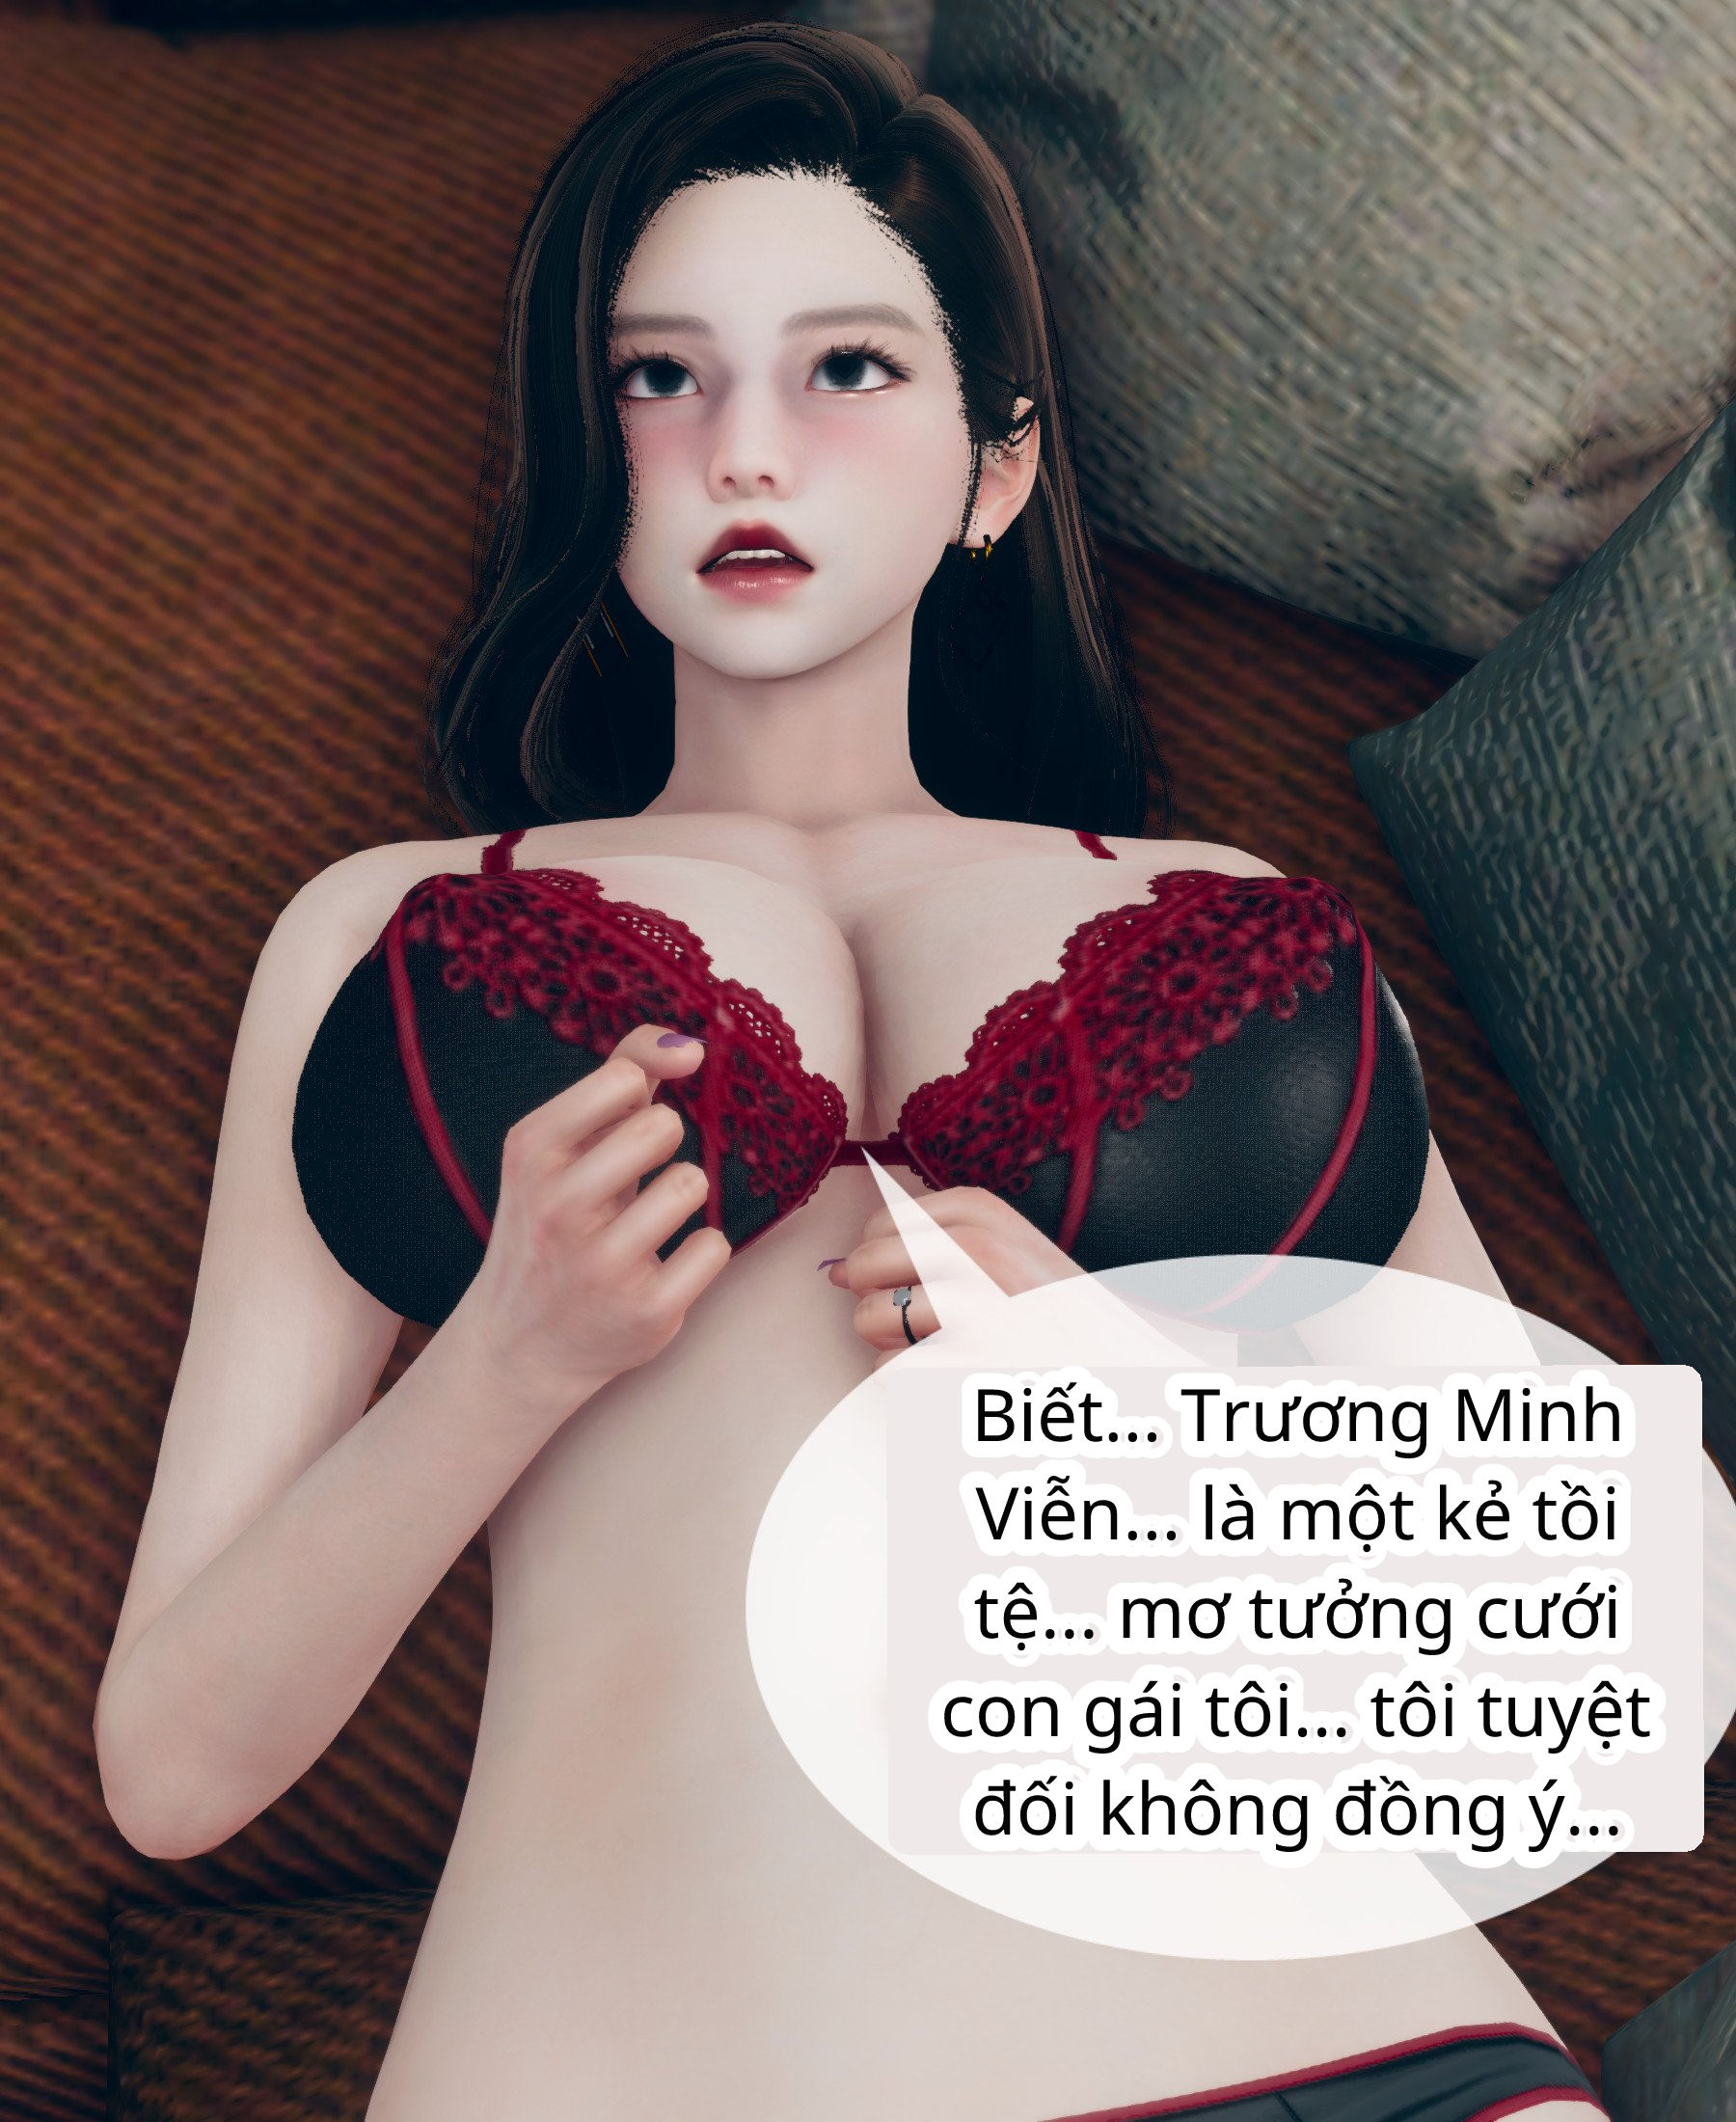 Biết... Trương Minh
Viễn... là một kẻ tồi
tệ... mơ tưởng cưới
con gái tôi... tôi tuyệt
đối không đồng ý...